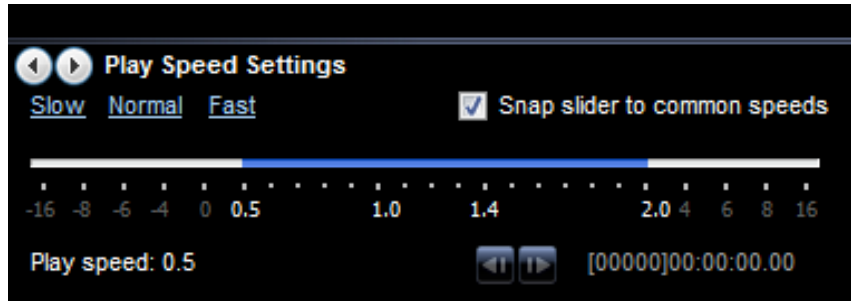 Play Speed Settings
Slow Normal Fast Snap slider to common speeds
-16 -8 -6 -4 0 0.5 1.0 1.4 2.0 4 6 8 16
Play speed: 0.5 [00000]00:00:00.00